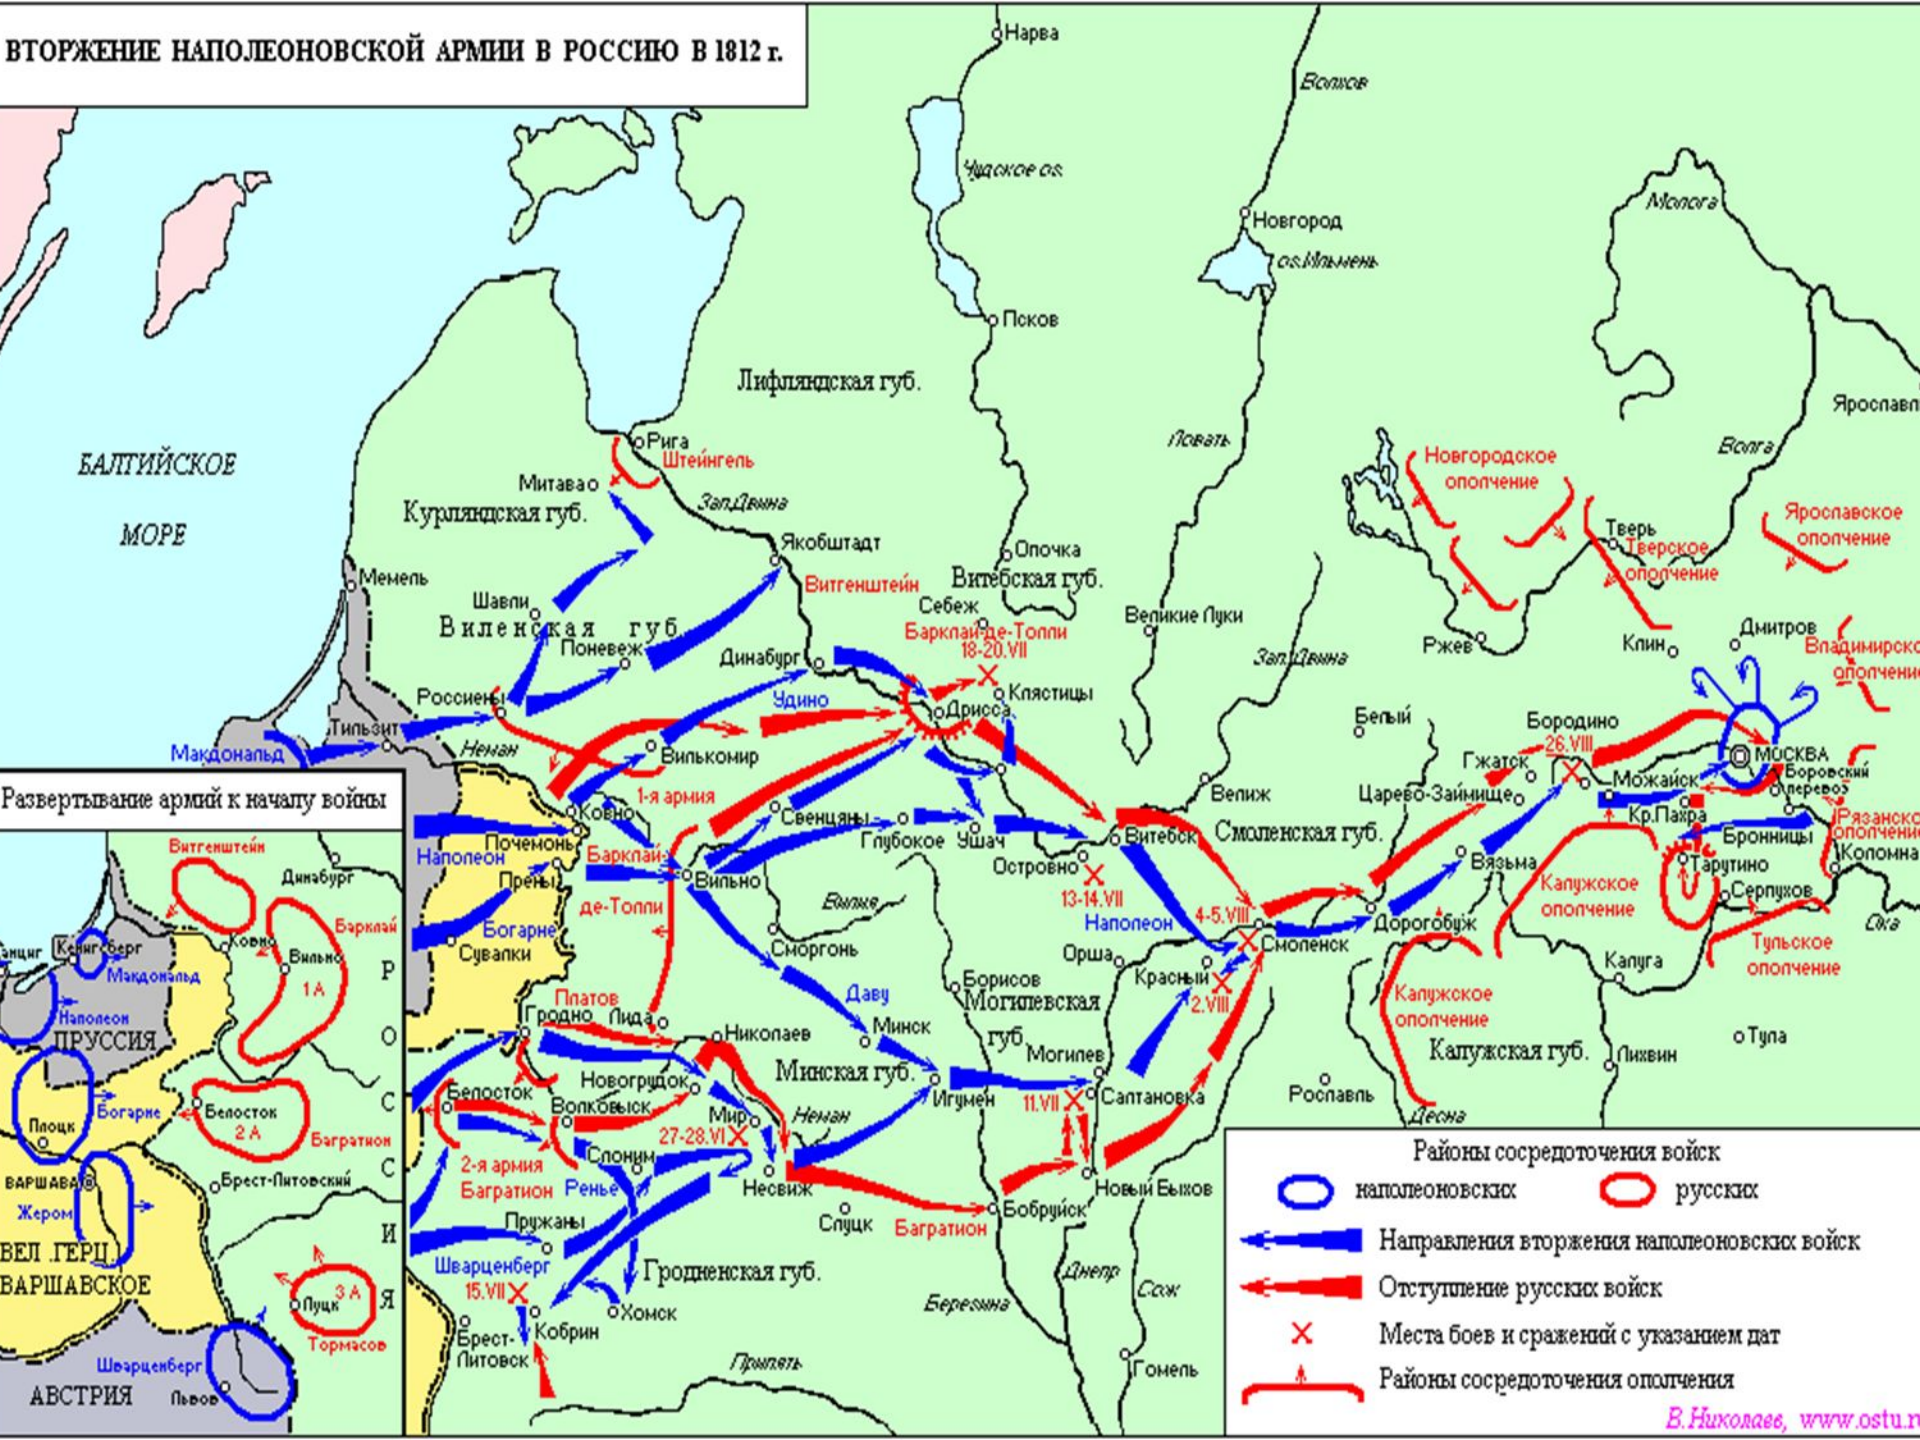 ВТОРЖЕНИЕ НАПОЛЕОНОВСКОЙ АРМИИ В РОССИЮ В 1812 г.
Нарва
Волхов
Чудское оз.
Новгород
оз.Ильмень
Молога
Псков
Лифляндская губ.
Ярославл
Ловать
Волга
БАЛТИЙСКОЕ
МОРЕ
Рига
Штейнгель
Митава
Курляндская губ.
Зап.Двина
Новгородское
ополчение
Ярославское
ополчение
Тверь
Тверское
ополчение
Якобштадт
Опочка
Витебская губ.
Мемель
Витгенштейн
Шавли
Виленская губ.
Себеж
Барклай-де-Толли
18-20.VII
Великие Луки
Поневеж
Динабург
Зап.Двина
Ржев
Клин
Дмитров
Владимирско
ополчение
Россиены
Удино
Клястицы
Дрисса
Тильзит
Макдональд
Неман
Вилькомир
Белый
Бородино
26.VIII
Гжатск
МОСКВА
Можайск
Боровский
перевоз
1-я армия
Ковно
Свенцяны
Велиж
Царево-Займище
Кр.Пахра
Рязанско
ополчение
Почемонь
Наполеон
Барклай-
де-Толли
Вильно
Глубокое
Ушач
Витебск
Смоленская губ.
Бронницы
Вязьма
Тарутино
Коломна
Прены
Островно
13-14.VII
Калужское
ополчение
Серпухов
Ока
Богарне
Сувалки
Вилия
Наполеон
4-5.VIII
Смоленск
Дорогобуж
Тульское
ополчение
Сморгонь
Орша
Красный
2.VIII
Калуга
Борисов
Могилевская
губ.
Калужское
ополчение
Платов
Гродно
Лида
Николаев
Даву
Минск
Калужская губ.
Лихвин
Тула
Могилев
Минская губ.
Игумен
Салтановка
11.VII
Рославль
Десна
Новогрудок
Белосток
Волковыск
Мир
27-28.VI
Неман
2-я армия
Багратион
Слоним
Ренье
Несвиж
Новый Быхов
Бобруйск
Слуцк
Багратион
Пружаны
Шварценберг
15.VII
Гродненская губ.
Хомск
Кобрин
Брест-
Литовск
Березина
Днепр
Сож
Гомель
Припять
Развертывание армий к началу войны
Витгенштейн
Динабург
Барклай
Ковно
Вильно
1 А
анциг
Кенигсберг
Макдональд
Наполеон
ПРУССИЯ
Богарне
Плоцк
Белосток
2 А
Багратион
ВАРШАВА
Брест-Литовский
Жером
ВЕЛ .ГЕРЦ.
ВАРШАВСКОЕ
Луцк
3 А
Тормасов
Шварценберг
Львов
АВСТРИЯ
Р
О
С
С
И
Я
Районы сосредоточения войск
наполеоновских
русских
Направления вторжения наполеоновских войск
Отступление русских войск
Места боев и сражений с указанием дат
Районы сосредоточения ополчения
В.Николаев, www.ostu.r